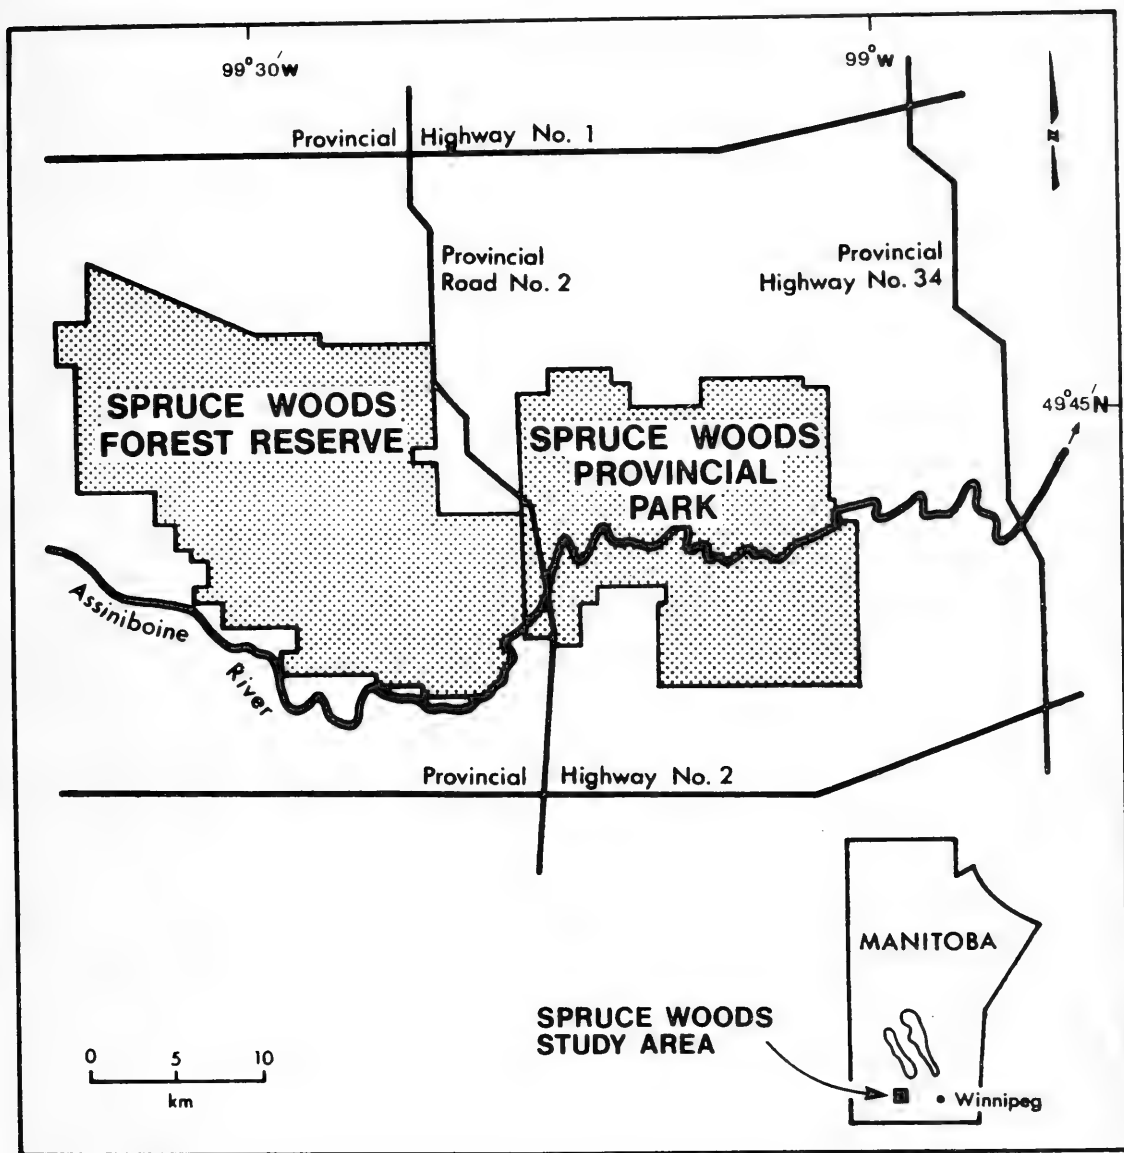 99°30′W
99°W
Provincial Highway No. 1
N
Provincial
Road No. 2
Provincial
Highway No. 34
49°45′N
SPRUCE WOODS
FOREST RESERVE
SPRUCE WOODS
PROVINCIAL
PARK
Assiniboine
River
Provincial Highway No. 2
MANITOBA
SPRUCE WOODS
STUDY AREA
Winnipeg
0 5 10
km